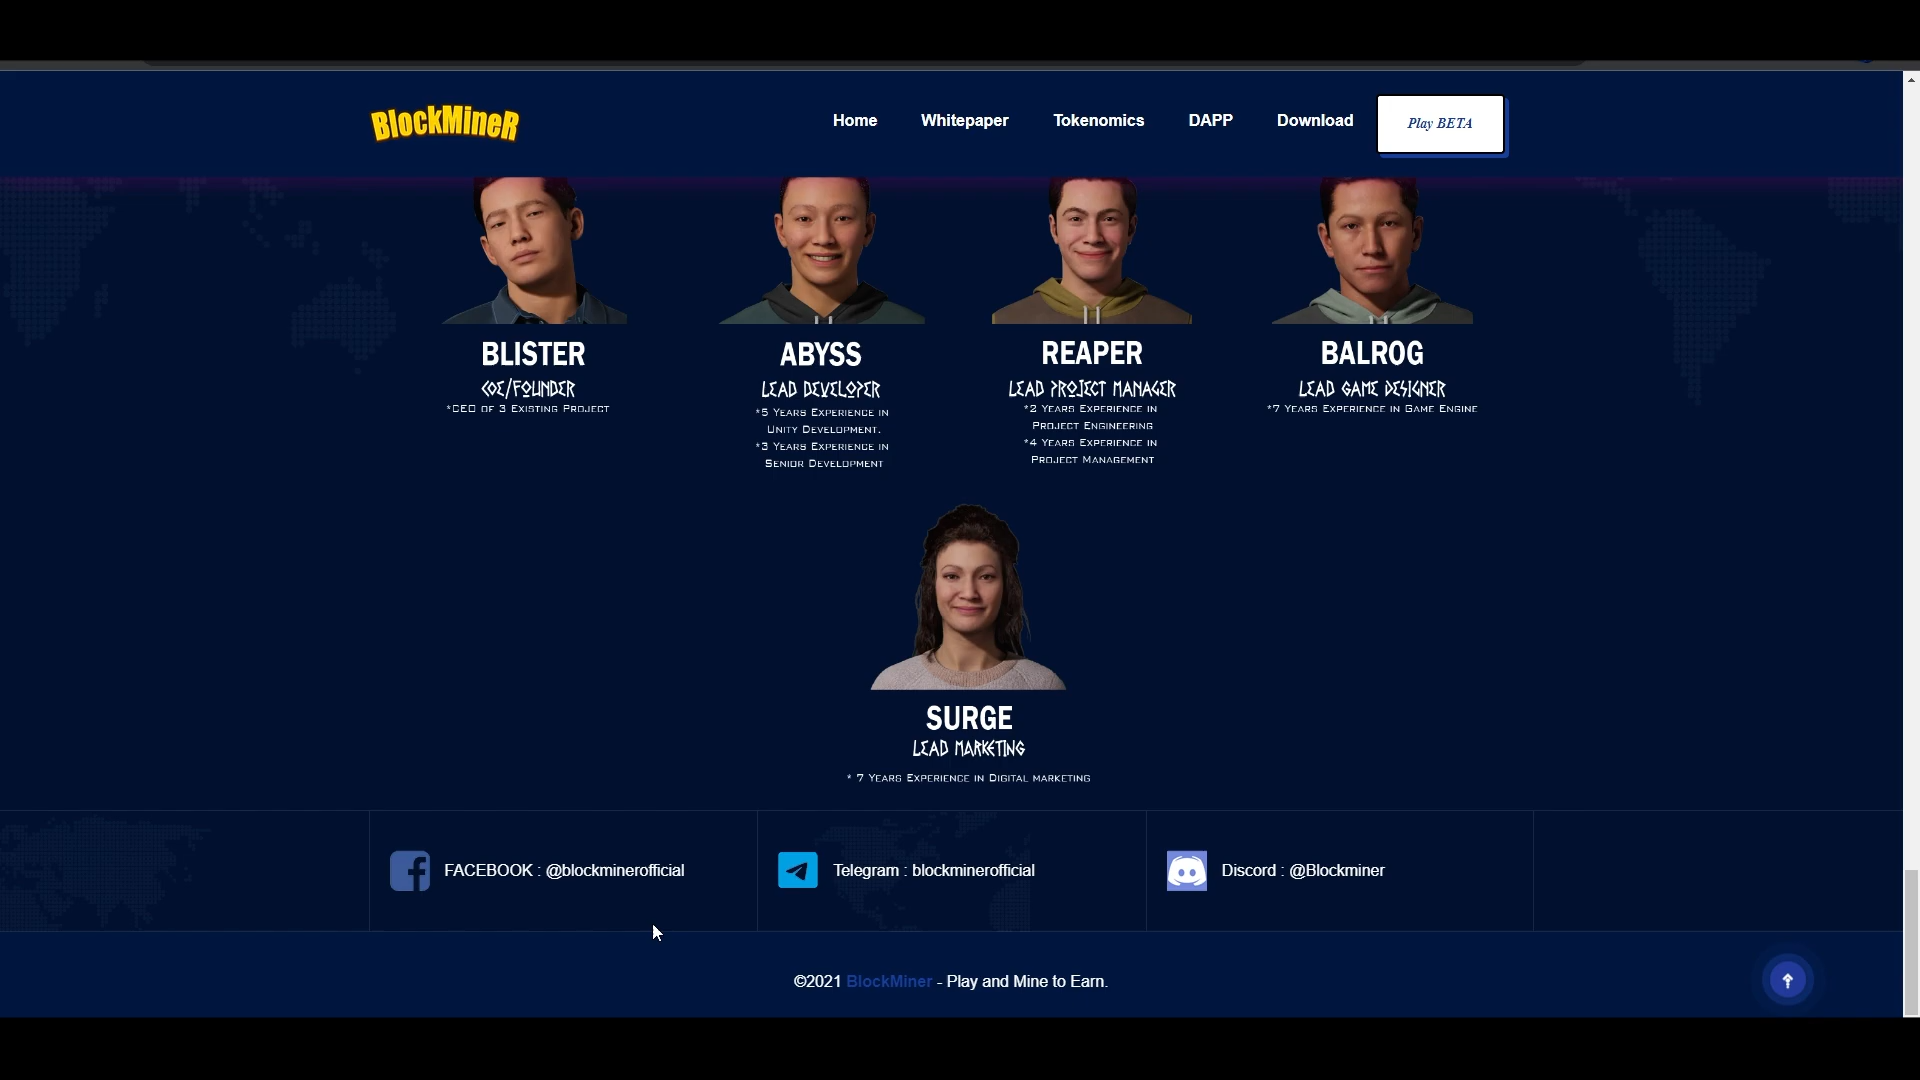 BlockMineR
Home
Whitepaper
Tokenomics
DAPP
Download
Play BETA
BLISTER
COE/FOUNDER
*CEO of 3 Existing Project
ABYSS
LEAD DEVELOPER
*5 Years Experience in
Unity Development.
*3 Years Experience in
Senior Development
REAPER
LEAD PROJECT MANAGER
*2 Years Experience in
Project Engineering
*4 Years Experience in
Project Management
BALROG
LEAD GAME DESIGNER
*7 Years Experience in Game Engine
SURGE
LEAD MARKETING
* 7 Years Experience in Digital marketing
FACEBOOK : @blockminerofficial
Telegram : blockminerofficial
Discord : @Blockminer
©2021 BlockMiner - Play and Mine to Earn.